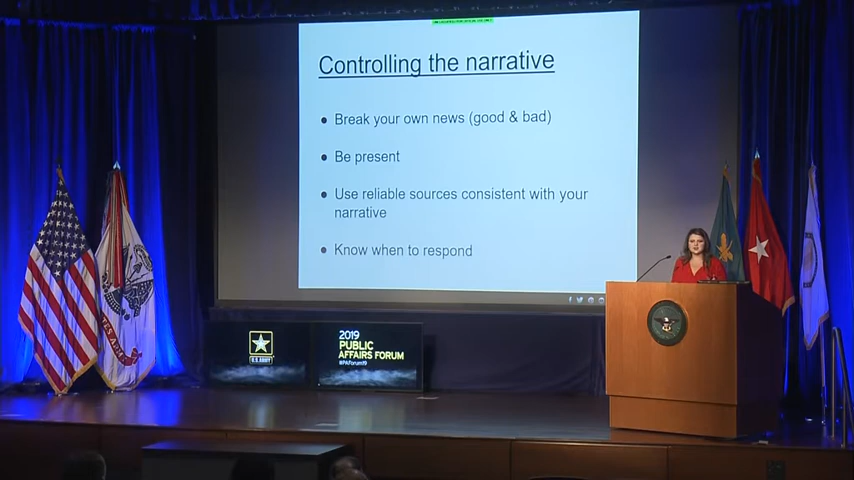 Controlling the narrative
● Break your own news (good & bad)
● Be present
● Use reliable sources consistent with your
narrative
● Know when to respond
U.S. ARMY
2019
PUBLIC
AFFAIRS FORUM
#PAForum19